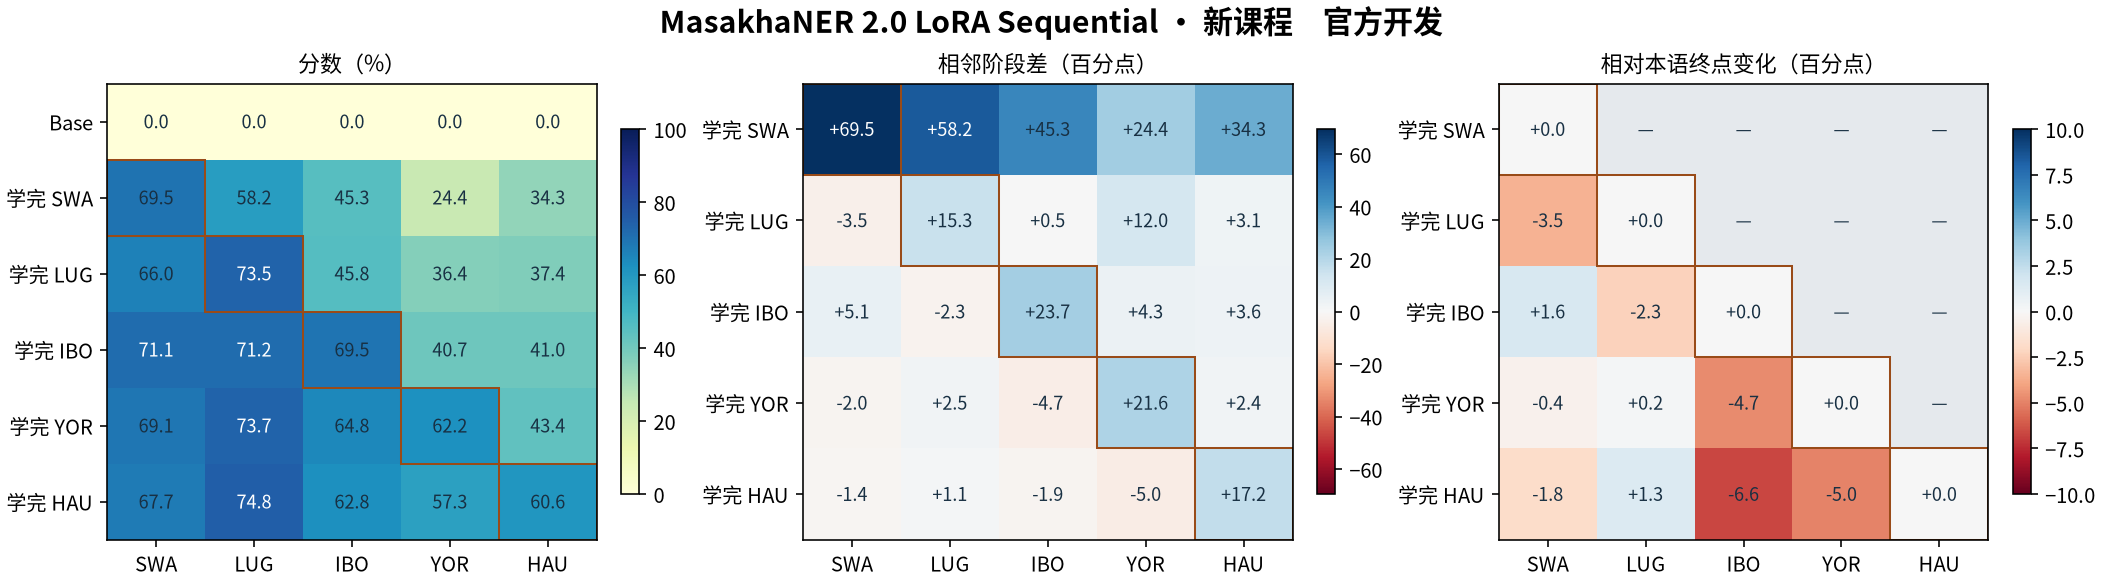 MasakhaNER 2.0 LoRA Sequential · 新课程　官方开发
分数（%）
Base 0.0 0.0 0.0 0.0 0.0
学完 SWA 69.5 58.2 45.3 24.4 34.3
学完 LUG 66.0 73.5 45.8 36.4 37.4
学完 IBO 71.1 71.2 69.5 40.7 41.0
学完 YOR 69.1 73.7 64.8 62.2 43.4
学完 HAU 67.7 74.8 62.8 57.3 60.6
SWA LUG IBO YOR HAU
100
80
60
40
20
0
相邻阶段差（百分点）
学完 SWA +69.5 +58.2 +45.3 +24.4 +34.3
学完 LUG -3.5 +15.3 +0.5 +12.0 +3.1
学完 IBO +5.1 -2.3 +23.7 +4.3 +3.6
学完 YOR -2.0 +2.5 -4.7 +21.6 +2.4
学完 HAU -1.4 +1.1 -1.9 -5.0 +17.2
SWA LUG IBO YOR HAU
60
40
20
0
−20
−40
−60
相对本语终点变化（百分点）
学完 SWA +0.0 — — — —
学完 LUG -3.5 +0.0 — — —
学完 IBO +1.6 -2.3 +0.0 — —
学完 YOR -0.4 +0.2 -4.7 +0.0 —
学完 HAU -1.8 +1.3 -6.6 -5.0 +0.0
SWA LUG IBO YOR HAU
10.0
7.5
5.0
2.5
0.0
−2.5
−5.0
−7.5
−10.0